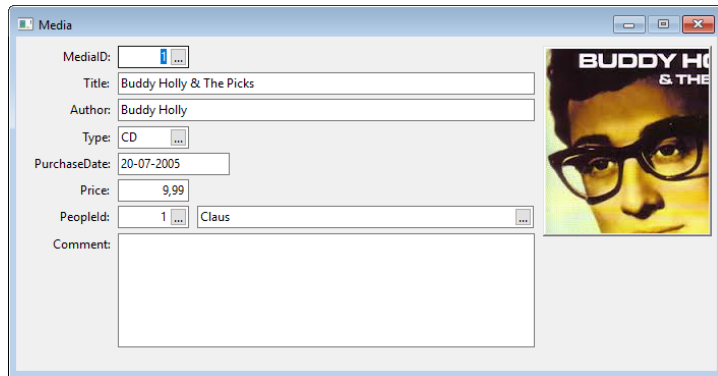 Media
MediaID: 1 ...
Title: Buddy Holly & The Picks
Author: Buddy Holly
Type: CD ...
PurchaseDate: 20-07-2005
Price: 9,99
PeopleId: 1 ... Claus ...
Comment:
BUDDY H
& THE